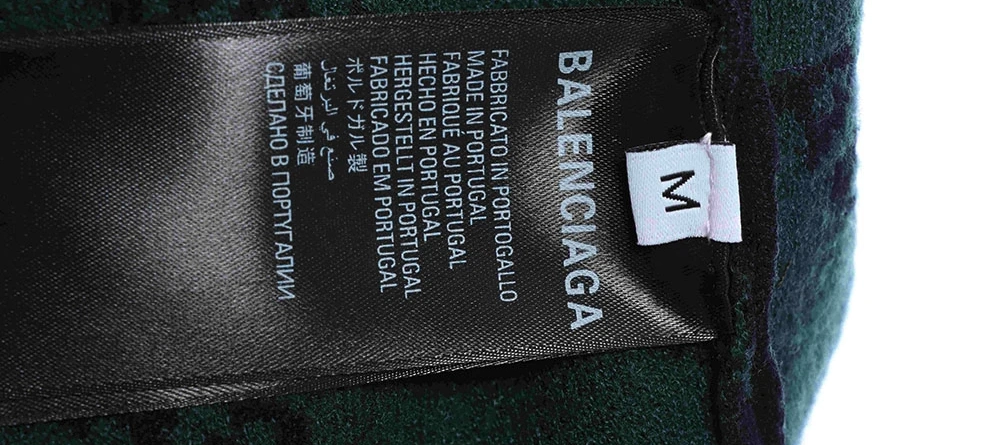 M
BALENCIAGA
FABBRICATO IN PORTOGALLO
MADE IN PORTUGAL
FABRIQUÉ AU PORTUGAL
HECHO EN PORTUGAL
HERGESTELLT IN PORTUGAL
FABRICADO EM PORTUGAL
ポルトガル製
صنع في البرتغال
葡萄牙制造
СДЕЛАНО В ПОРТУГАЛИИ